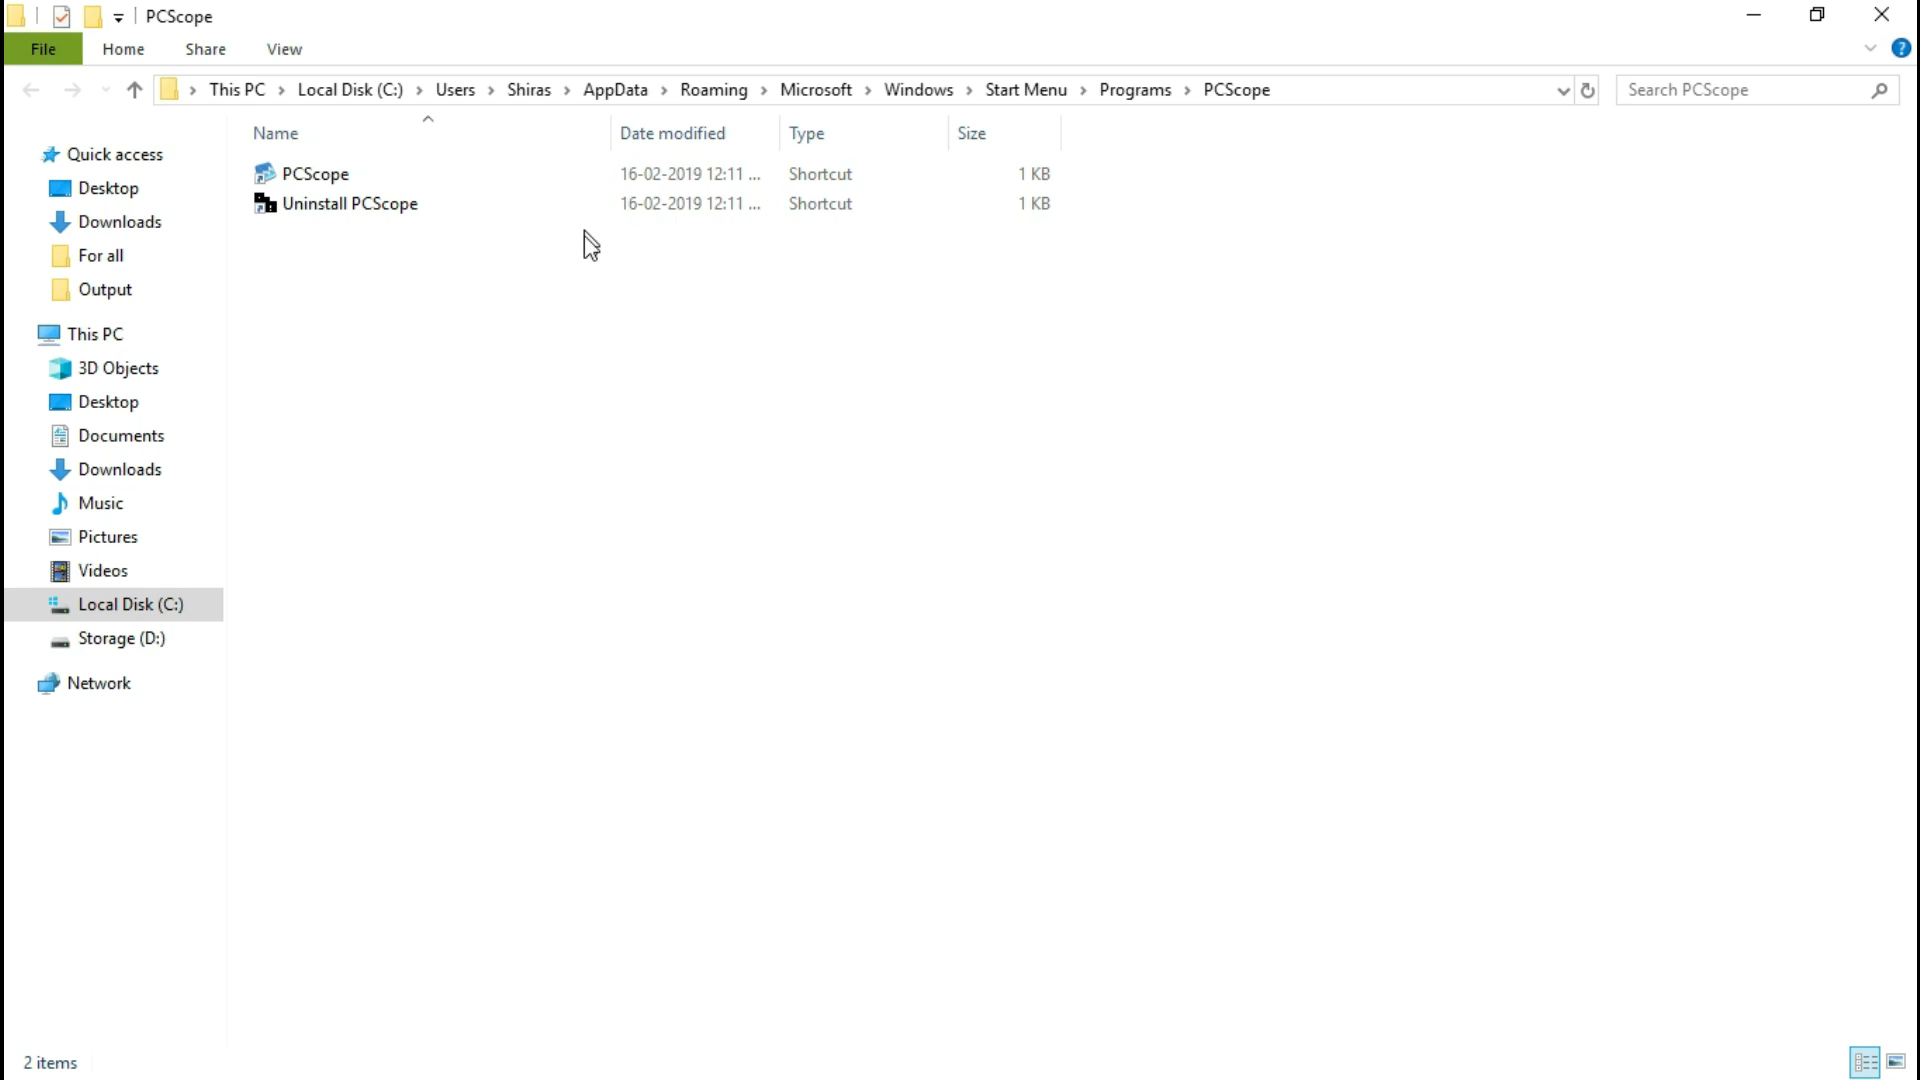 PCScope
File Home Share View
This PC Local Disk (C:) Users Shiras AppData Roaming Microsoft Windows Start Menu Programs PCScope Search PCScope
Name Date modified Type Size
PCScope 16-02-2019 12:11 ... Shortcut 1 KB
Uninstall PCScope 16-02-2019 12:11 ... Shortcut 1 KB
Quick access
Desktop
Downloads
For all
Output
This PC
3D Objects
Desktop
Documents
Downloads
Music
Pictures
Videos
Local Disk (C:)
Storage (D:)
Network
2 items